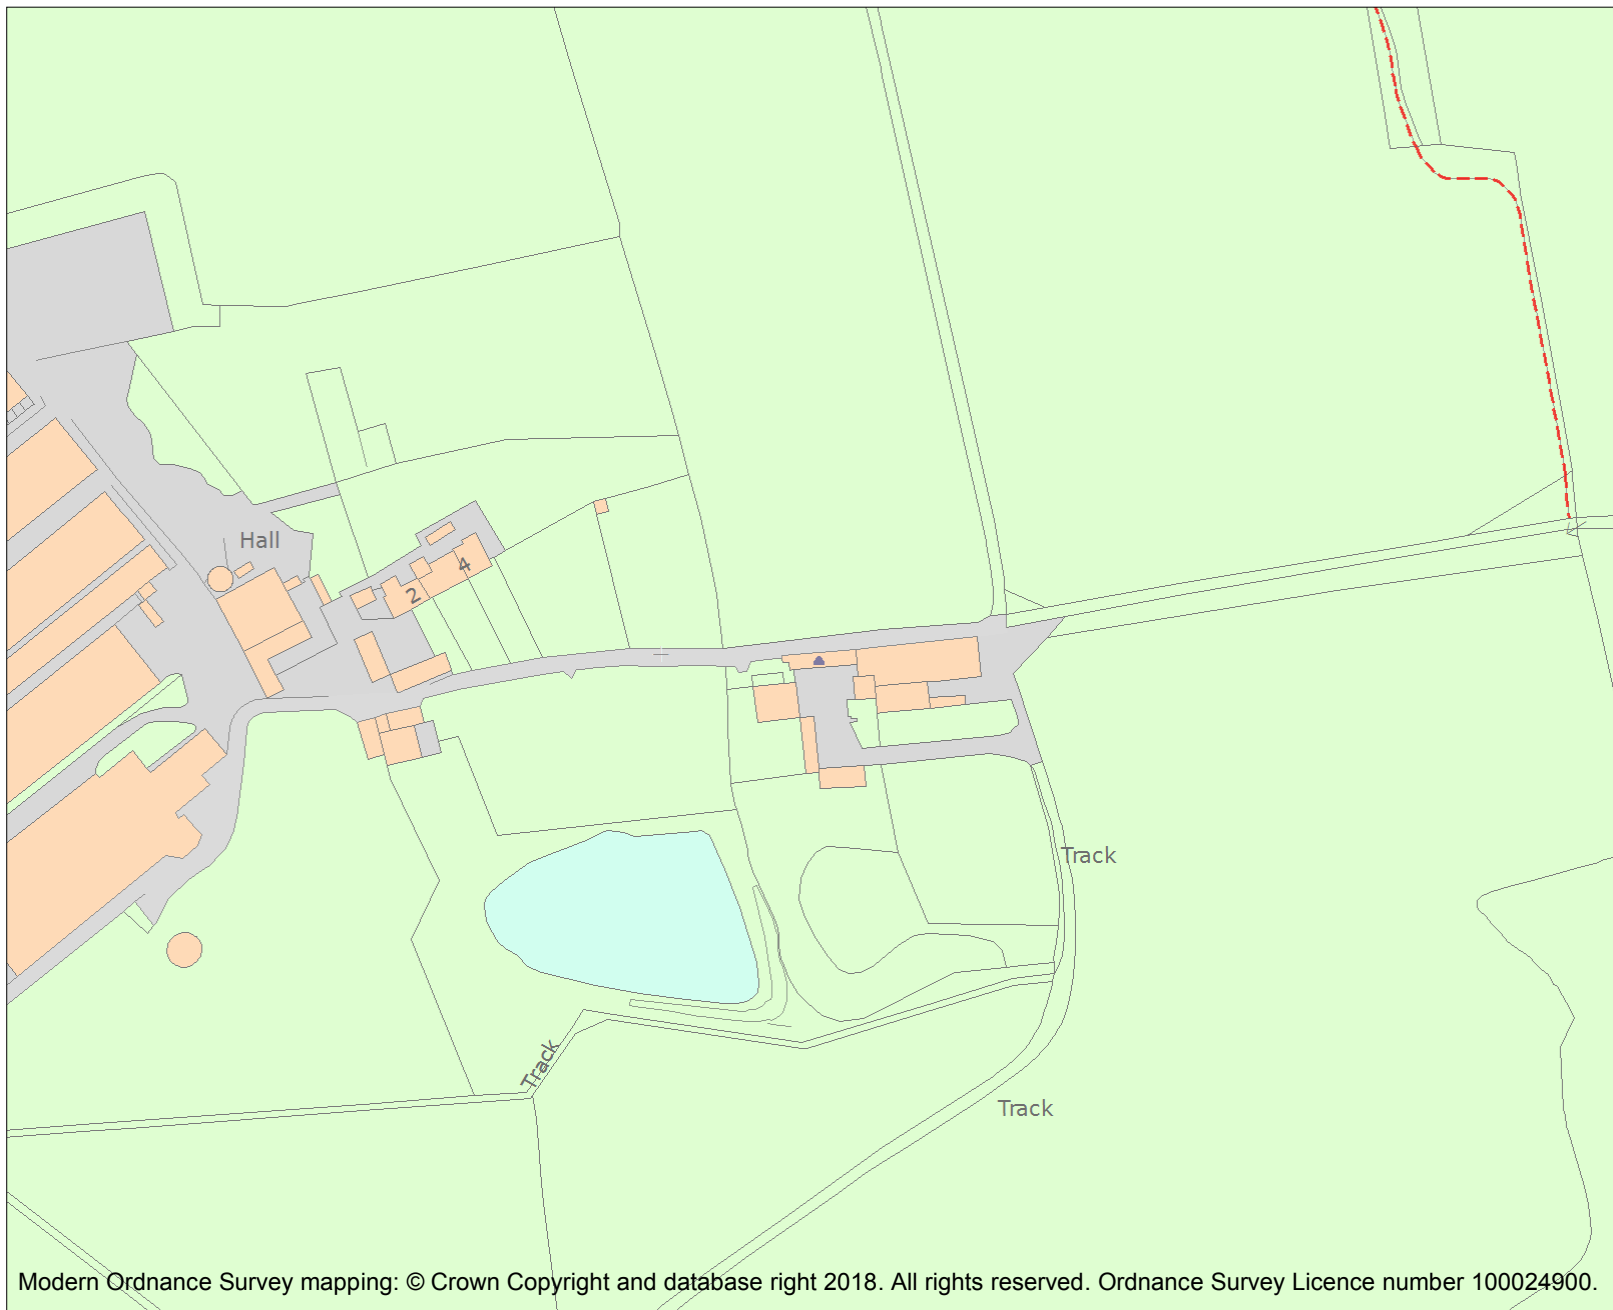 Hall
4
2
Track
Track
Track
Modern Ordnance Survey mapping: © Crown Copyright and database right 2018. All rights reserved. Ordnance Survey Licence number 100024900.